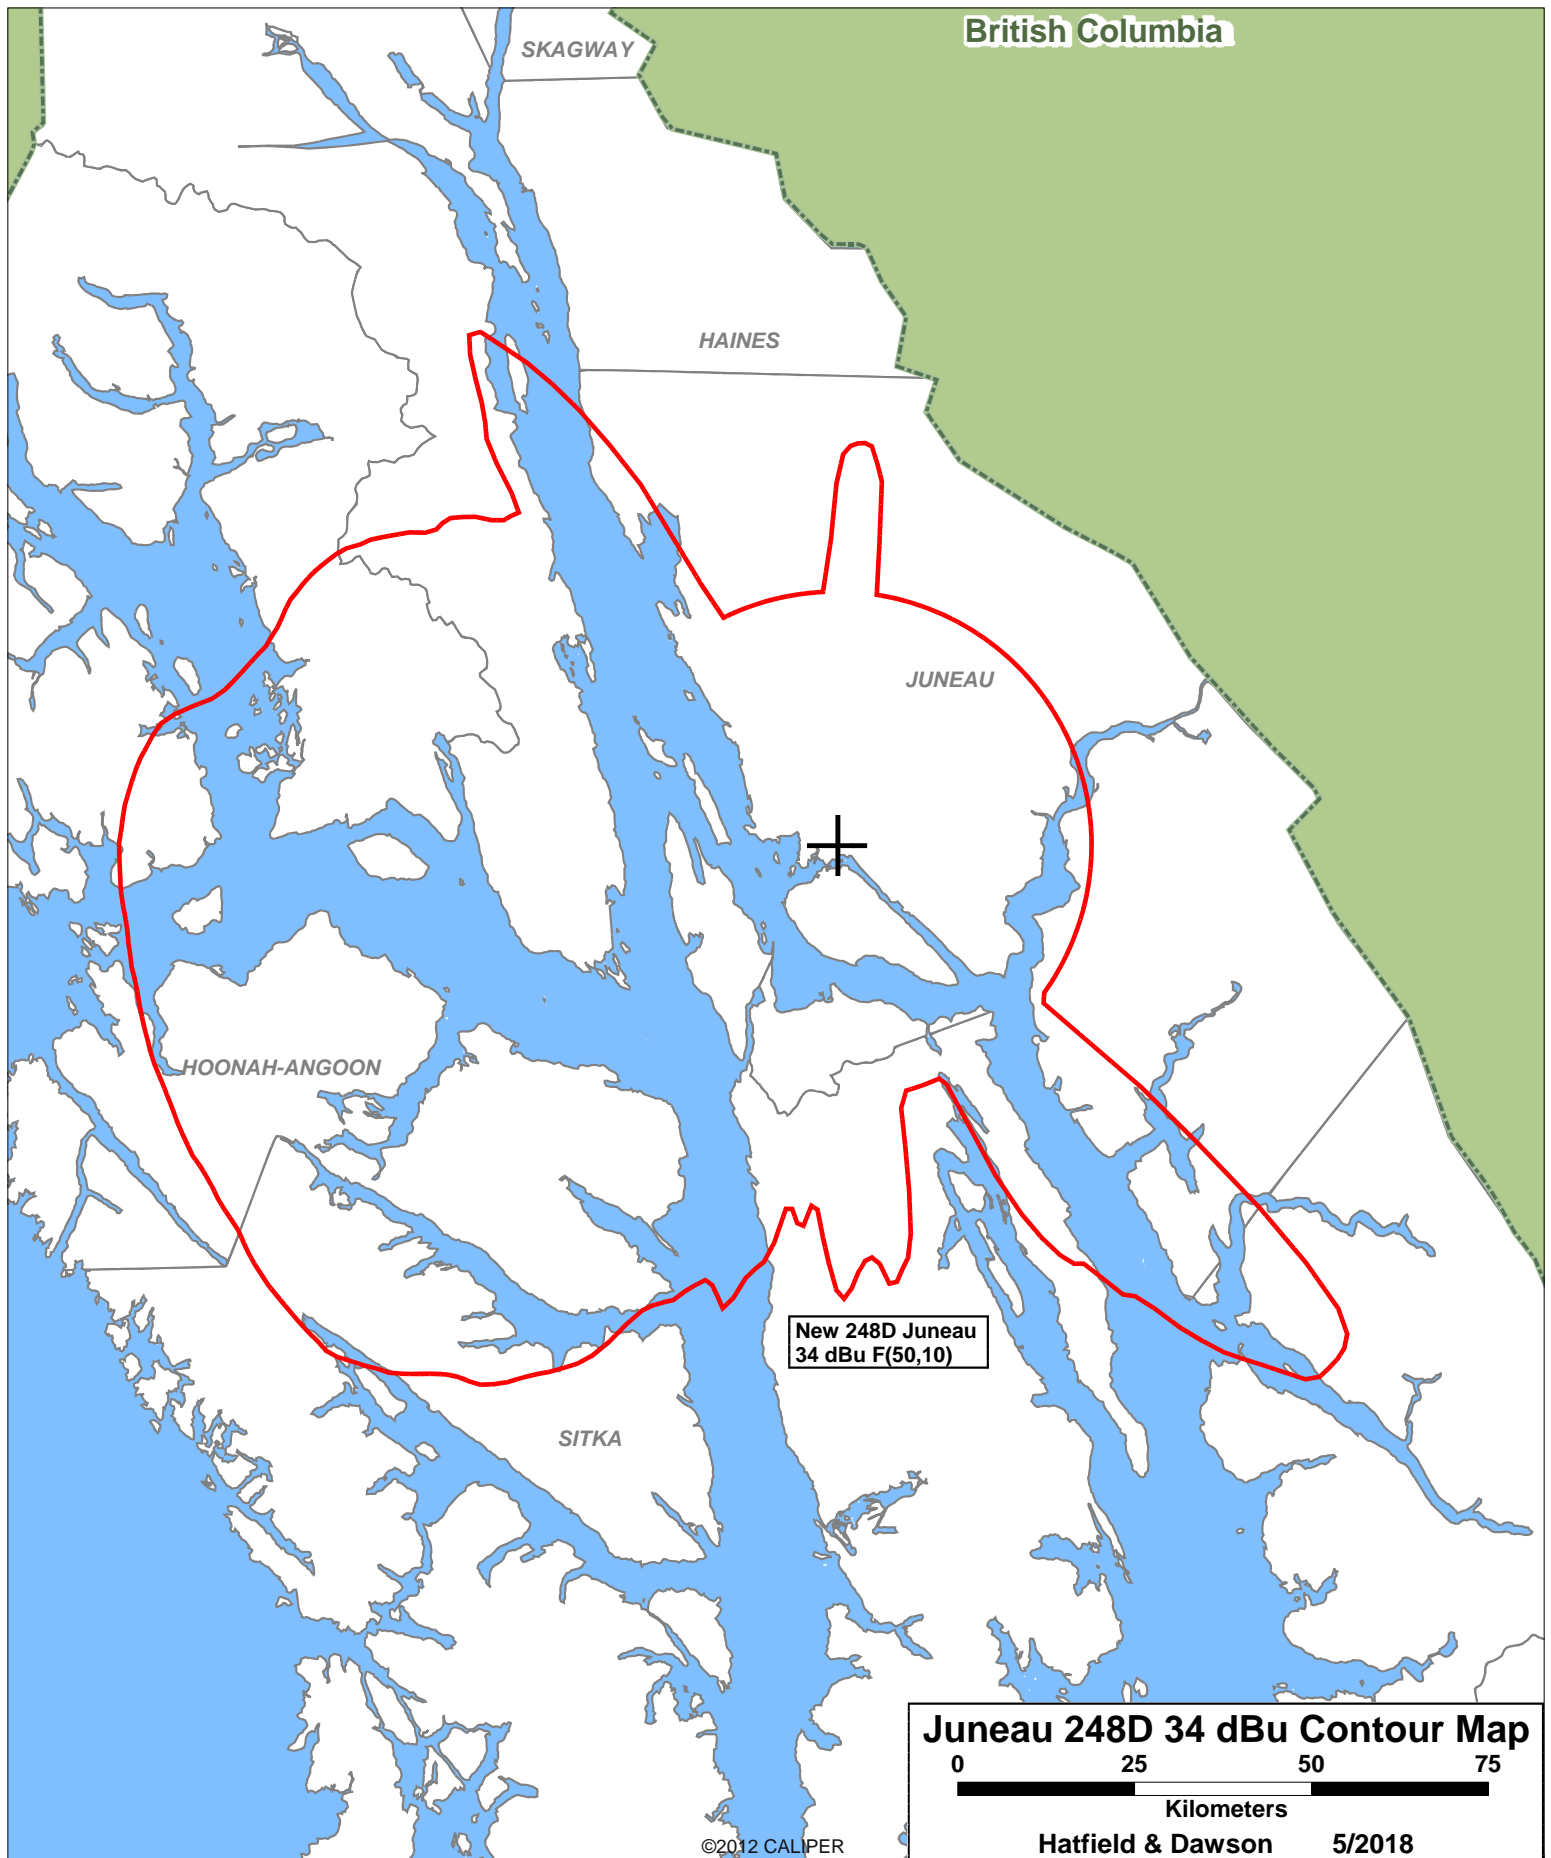 British Columbia
SKAGWAY
HAINES
JUNEAU
HOONAH-ANGOON
New 248D Juneau
34 dBu F(50,10)
SITKA
Juneau 248D 34 dBu Contour Map
0 25 50 75
Kilometers
Hatfield & Dawson 5/2018
©2012 CALIPER